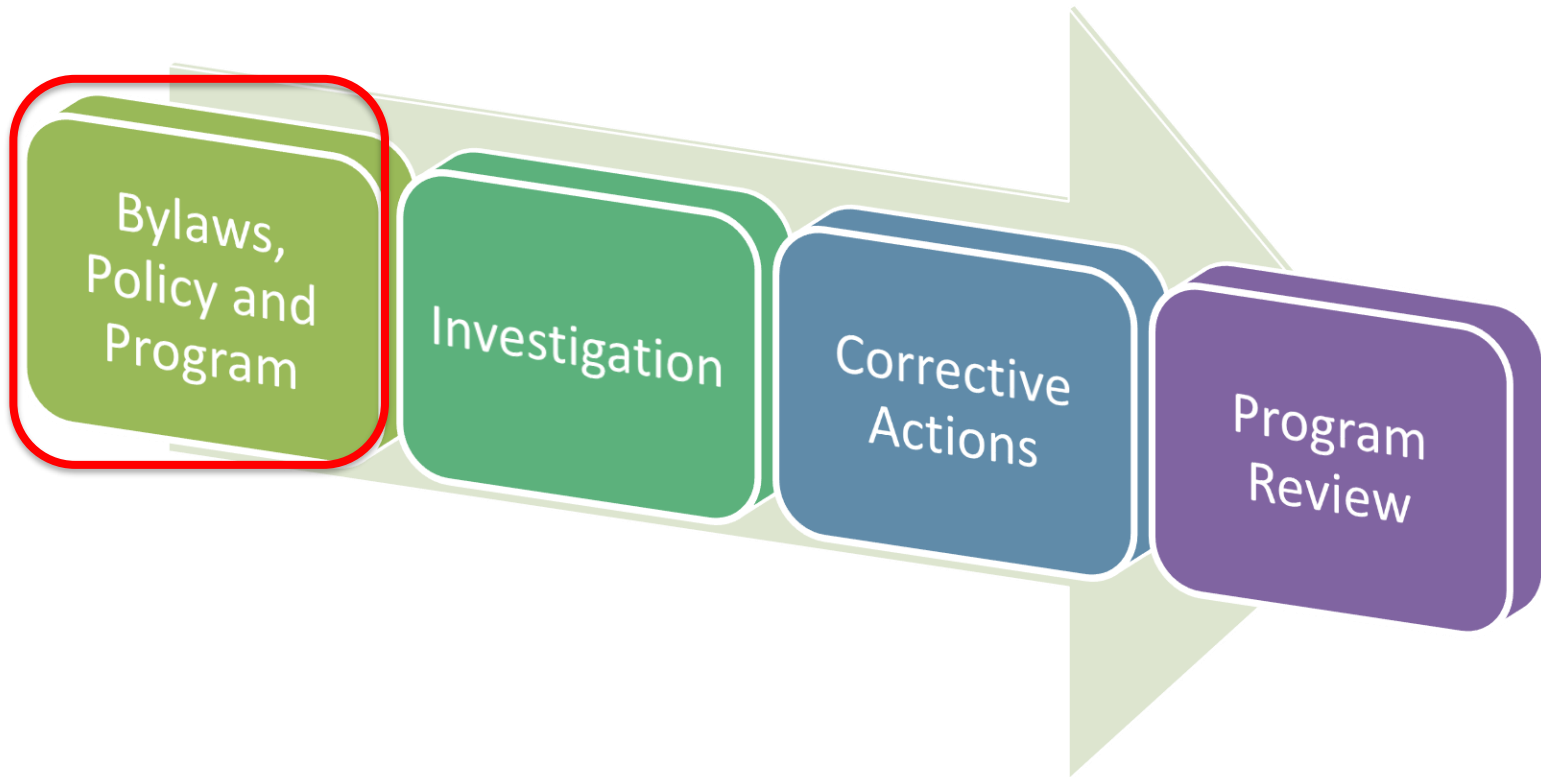 Bylaws,
Policy and
Program
Investigation
Corrective
Actions
Program
Review